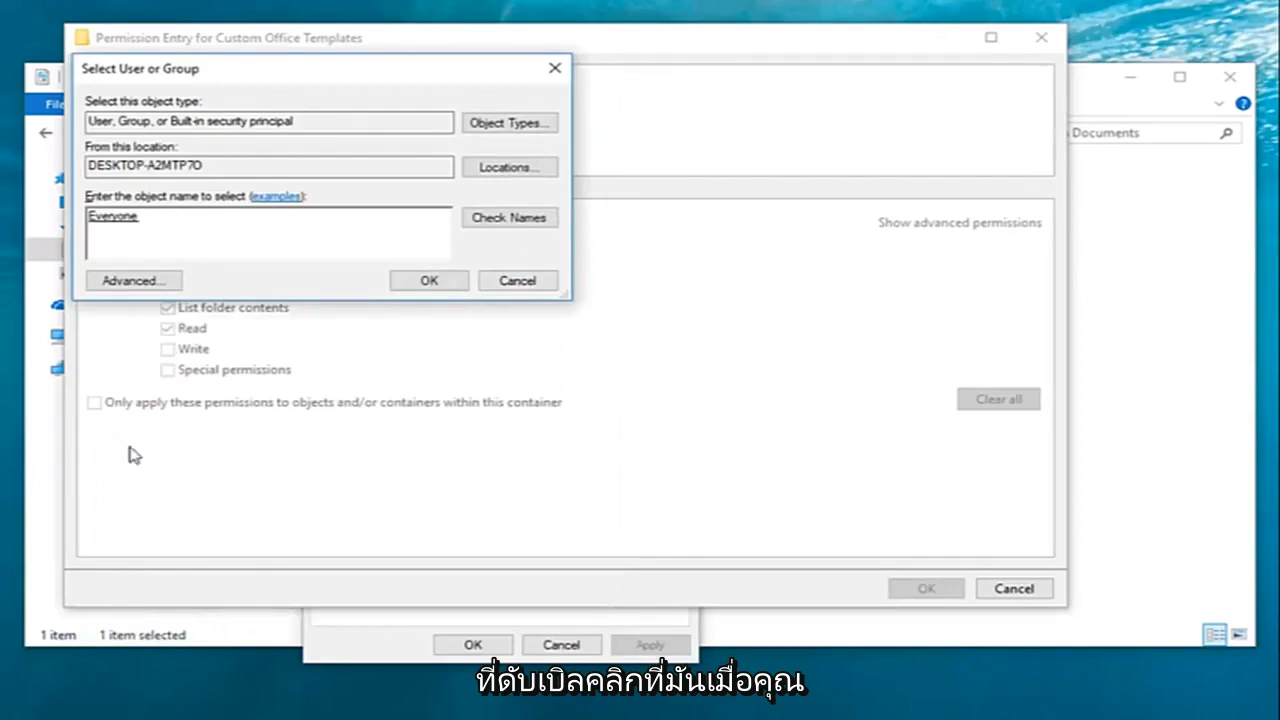 Permission Entry for Custom Office Templates
Select User or Group
Select this object type:
User, Group, or Built-in security principal
Object Types...
From this location:
DESKTOP-A2MTP7O
Locations...
Enter the object name to select (examples):
Everyone
Check Names
Advanced...
OK
Cancel
File
Documents
Show advanced permissions
List folder contents
Read
Write
Special permissions
Only apply these permissions to objects and/or containers within this container
Clear all
OK
Cancel
1 item
1 item selected
OK
Cancel
Apply
ที่ดับเบิลคลิกที่มันเมื่อคุณ